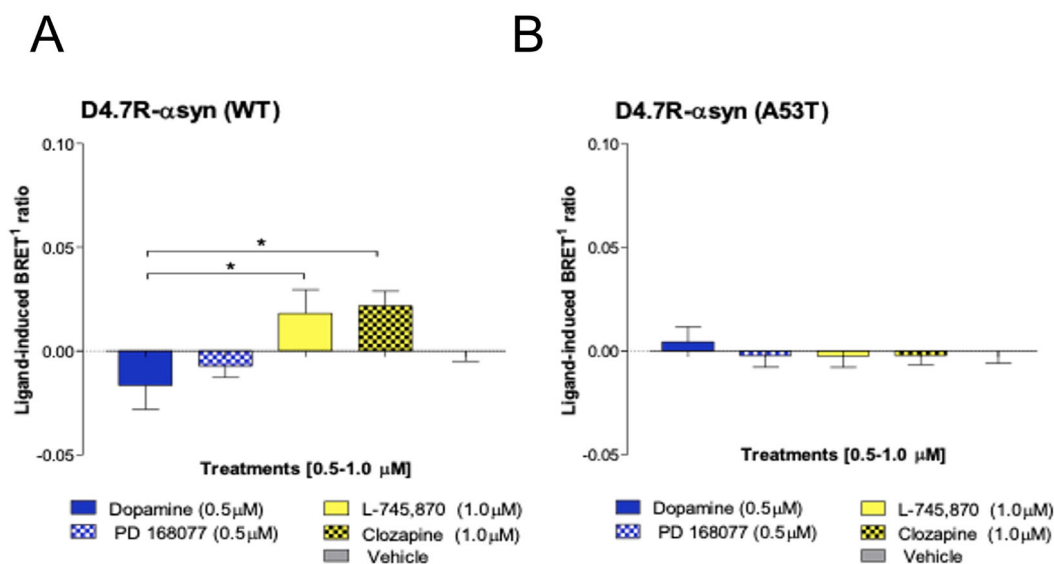 A
D4.7R-αsyn (WT)
Ligand-induced BRET¹ ratio
0.10
0.05
0.00
-0.05
*
*
Treatments [0.5-1.0 µM]
Dopamine (0.5µM)
PD 168077 (0.5µM)
L-745,870 (1.0µM)
Clozapine (1.0µM)
Vehicle
B
D4.7R-αsyn (A53T)
Ligand-induced BRET¹ ratio
0.10
0.05
0.00
-0.05
Treatments [0.5-1.0 µM]
Dopamine (0.5µM)
PD 168077 (0.5µM)
L-745,870 (1.0µM)
Clozapine (1.0µM)
Vehicle